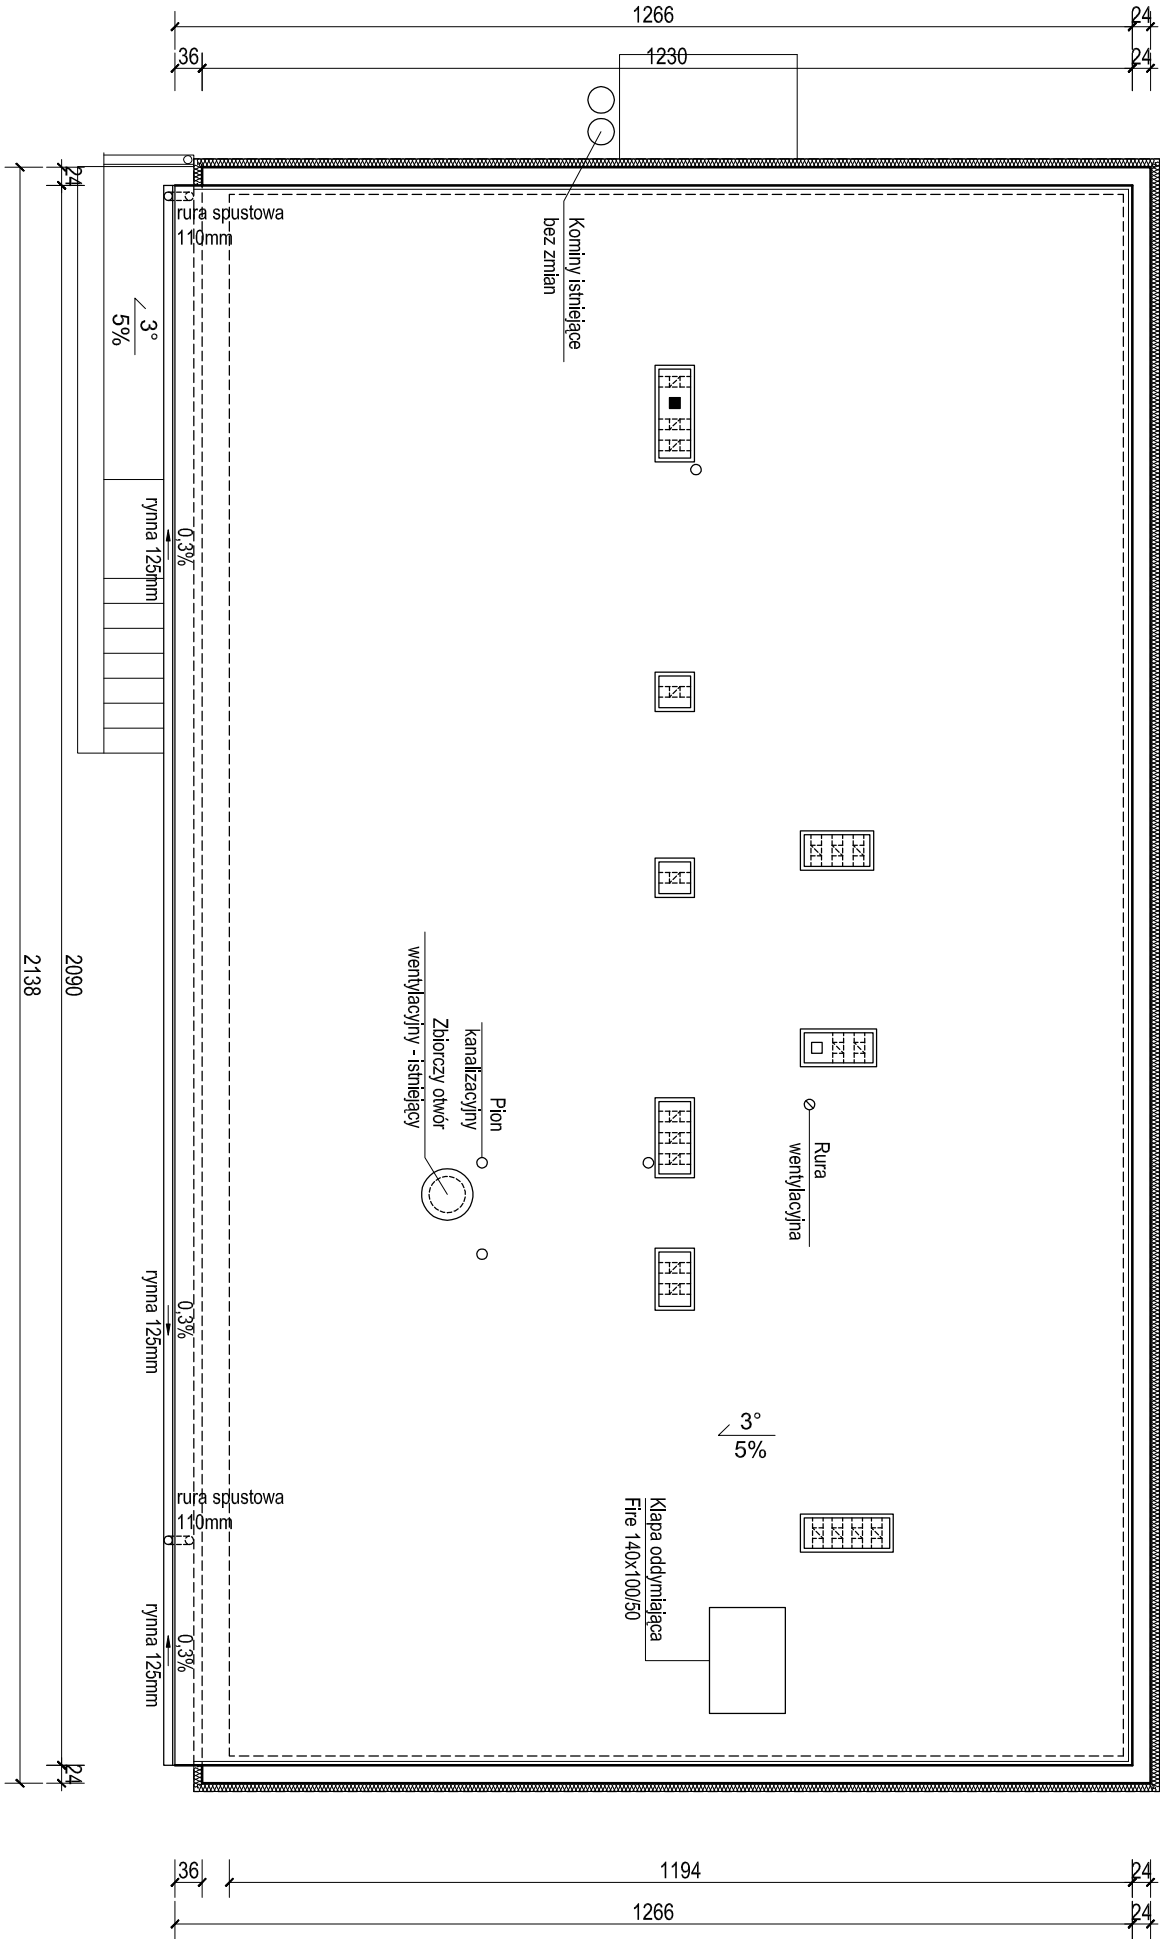 1266
24
36
1230
24
24
rura spustowa
110mm
Kominy istniejące
bez zmian
3°
5%
0,3%
rynna 125mm
2090
2138
Zbiorczy otwór
wentylacyjny - istniejący
Pion
kanalizacyjny
Rura
wentylacyjna
0,3%
rynna 125mm
3°
5%
rura spustowa
110mm
Klapa oddymiająca
Fire 140x100/50
0,3%
rynna 125mm
24
36
1194
24
1266
24